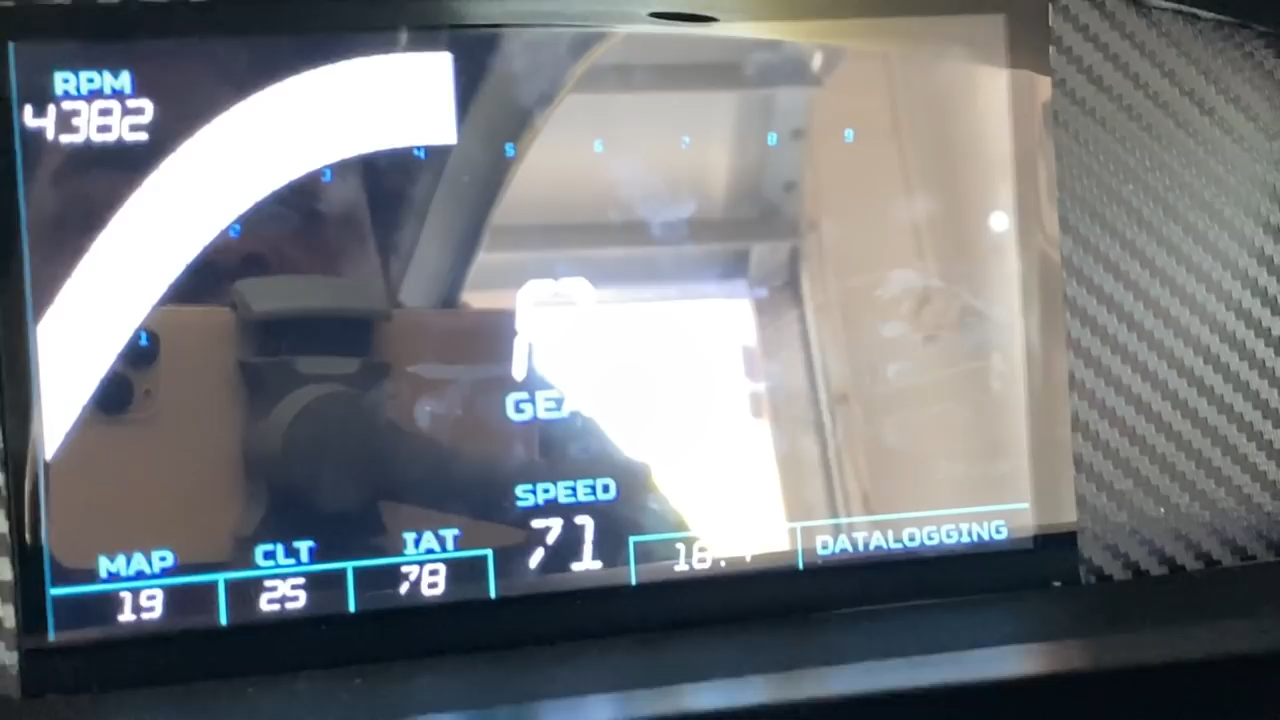 RPM
4382
1 2 3 4 5 6 7 8 9
SPEED
71
MAP CLT IAT
19 25 78
DATALOGGING